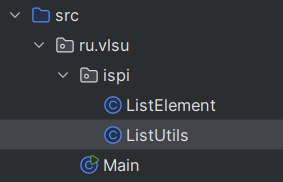 src
ru.vlsu
ispi
ListElement
ListUtils
Main